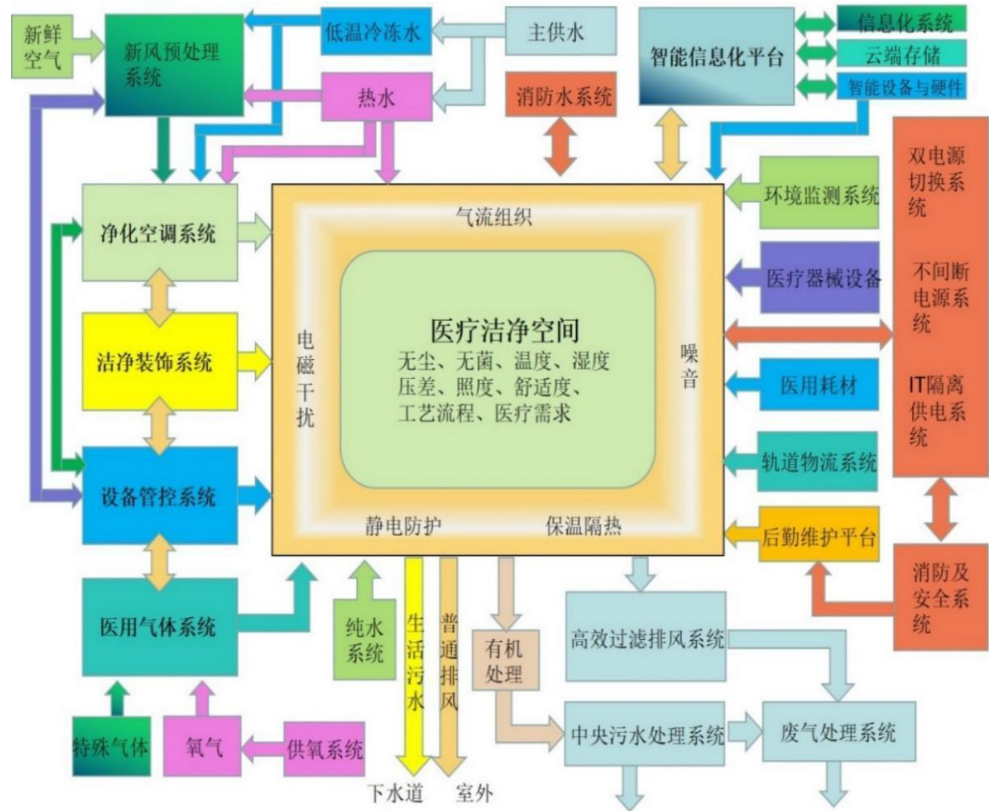 新鲜
空气
新风预处理
系统
低温冷冻水
主供水
热水
消防水系统
智能信息化平台
信息化系统
云端存储
智能设备与硬件
双电源
切换系
统
不间断
电源系
统
IT隔离
供电系
统
环境监测系统
医疗器械设备
医用耗材
轨道物流系统
后勤维护平台
消防及
安全系
统
净化空调系统
洁净装饰系统
设备管控系统
医用气体系统
气流组织
电磁干扰
噪音
医疗洁净空间
无尘、无菌、温度、湿度
压差、照度、舒适度、
工艺流程、医疗需求
静电防护
保温隔热
纯水
系统
生活污水
普通排风
有机
处理
高效过滤排风系统
特殊气体
氧气
供氧系统
中央污水处理系统
废气处理系统
下水道
室外